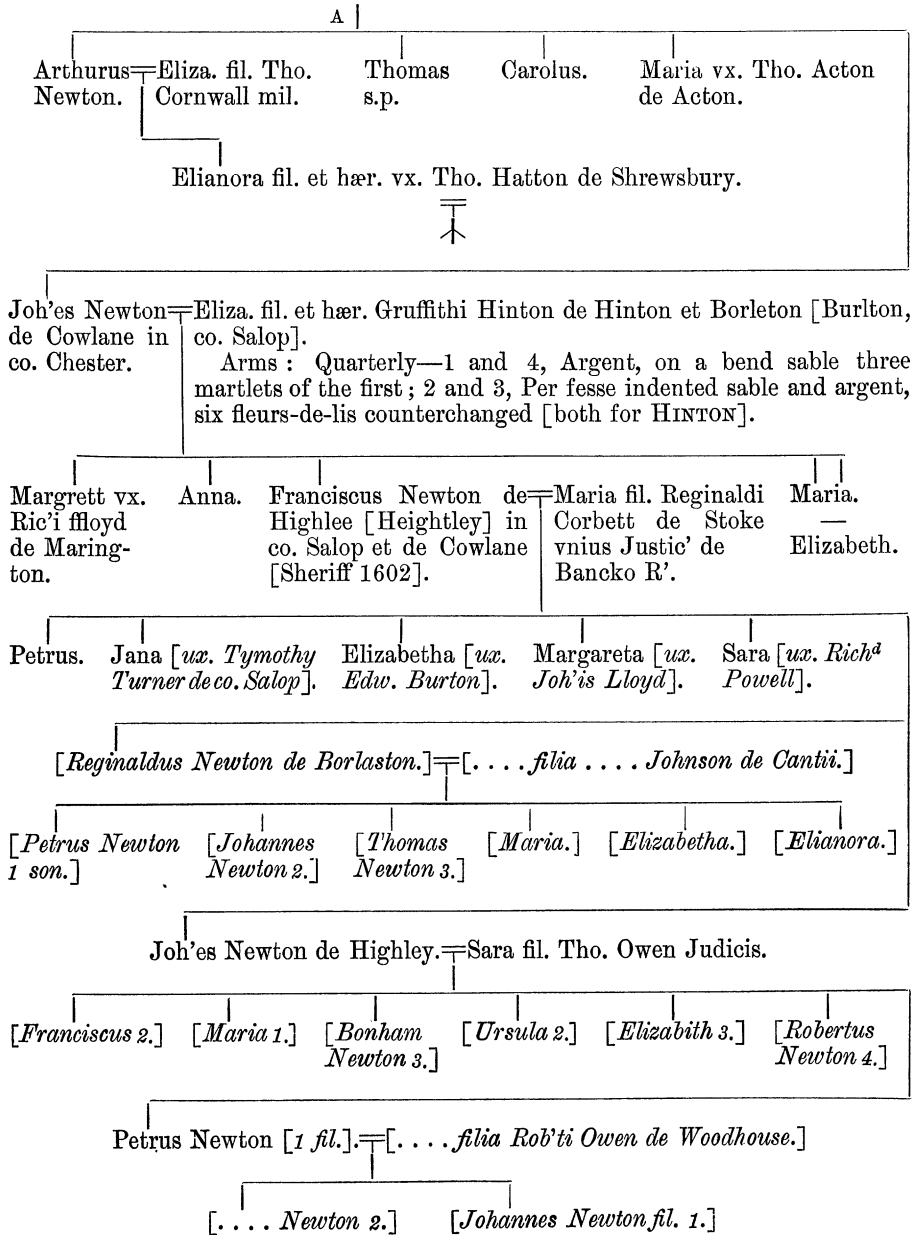 A
Arthurus Eliza. fil. Tho. Thomas Carolus. Maria vx. Tho. Acton
Newton. Cornwall mil. s.p. de Acton.
Elianora fil. et hær. vx. Tho. Hatton de Shrewsbury.
Joh'es Newton Eliza. fil. et hær. Gruffithi Hinton de Hinton et Borleton [Burlton,
de Cowlane in co. Salop].
co. Chester. Arms : Quarterly—1 and 4, Argent, on a bend sable three
martlets of the first ; 2 and 3, Per fesse indented sable and argent,
six fleurs-de-lis counterchanged [both for HINTON].
Margrett vx. Anna. Franciscus Newton de Maria fil. Reginaldi Maria.
Ric'i ffloyd Highlee [Heightley] in Corbett de Stoke —
de Maring- co. Salop et de Cowlane vnius Justic' de Elizabeth.
ton. [Sheriff 1602]. Bancko R'.
Petrus. Jana [ux. Tymothy Elizabetha [ux. Margareta [ux. Sara [ux. Richd
Turner de co. Salop]. Edw. Burton]. Joh'is Lloyd]. Powell].
[Reginaldus Newton de Borlaston.] [. . . . filia . . . . Johnson de Cantii.]
[Petrus Newton [Johannes [Thomas [Maria.] [Elizabetha.] [Elianora.]
1 son.] Newton 2.] Newton 3.]
Joh'es Newton de Highley. Sara fil. Tho. Owen Judicis.
[Franciscus 2.] [Maria 1.] [Bonham [Ursula 2.] [Elizabith 3.] [Robertus
Newton 3.] Newton 4.]
Petrus Newton [1 fil.]. [. . . . filia Rob'ti Owen de Woodhouse.]
[. . . . Newton 2.] [Johannes Newton fil. 1.]